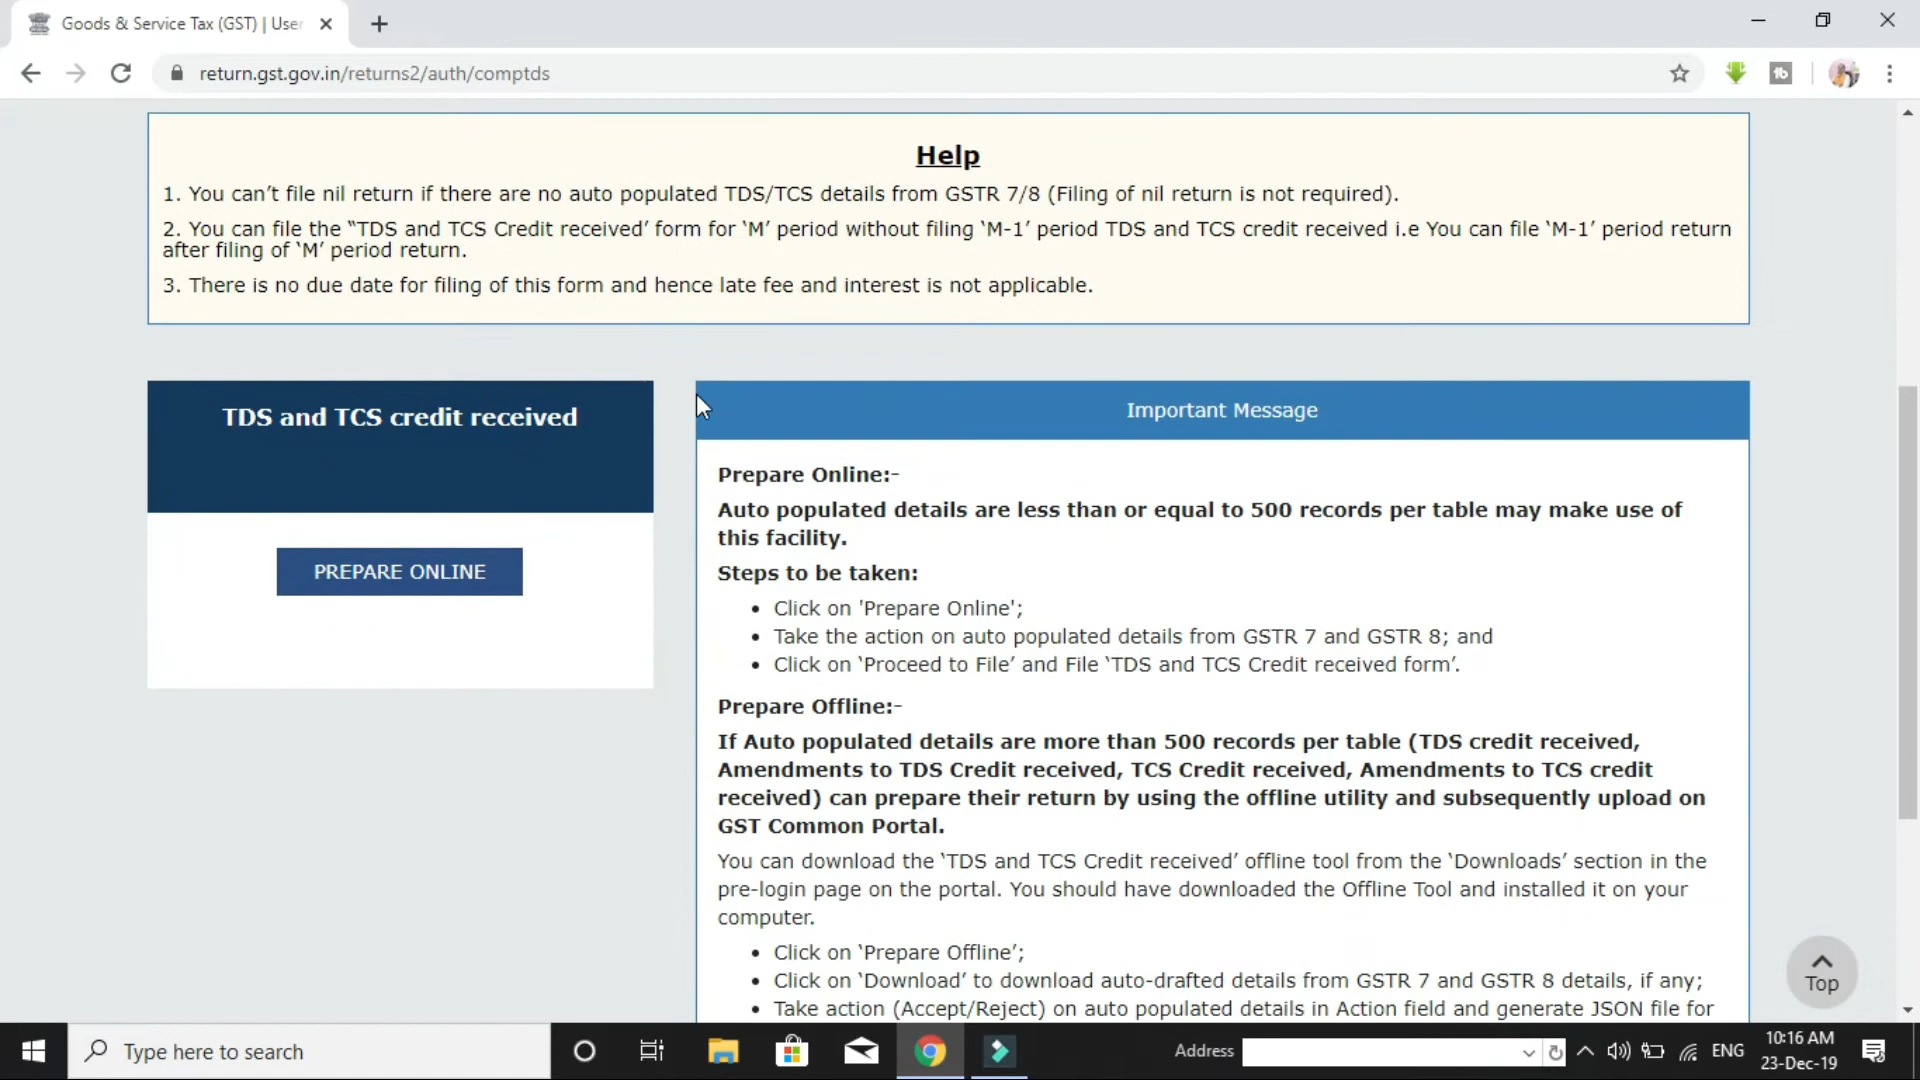 Goods & Service Tax (GST) | User
return.gst.gov.in/returns2/auth/comptds
Help
1. You can’t file nil return if there are no auto populated TDS/TCS details from GSTR 7/8 (Filing of nil return is not required).
2. You can file the “TDS and TCS Credit received’ form for ‘M’ period without filing ‘M-1’ period TDS and TCS credit received i.e You can file ‘M-1’ period return
after filing of ‘M’ period return.
3. There is no due date for filing of this form and hence late fee and interest is not applicable.
TDS and TCS credit received
PREPARE ONLINE
Important Message
Prepare Online:-
Auto populated details are less than or equal to 500 records per table may make use of
this facility.
Steps to be taken:
• Click on 'Prepare Online';
• Take the action on auto populated details from GSTR 7 and GSTR 8; and
• Click on ‘Proceed to File’ and File ‘TDS and TCS Credit received form’.
Prepare Offline:-
If Auto populated details are more than 500 records per table (TDS credit received,
Amendments to TDS Credit received, TCS Credit received, Amendments to TCS credit
received) can prepare their return by using the offline utility and subsequently upload on
GST Common Portal.
You can download the ‘TDS and TCS Credit received’ offline tool from the ‘Downloads’ section in the
pre-login page on the portal. You should have downloaded the Offline Tool and installed it on your
computer.
• Click on ‘Prepare Offline’;
• Click on ‘Download’ to download auto-drafted details from GSTR 7 and GSTR 8 details, if any;
• Take action (Accept/Reject) on auto populated details in Action field and generate JSON file for
Top
Type here to search
Address
ENG
10:16 AM
23-Dec-19